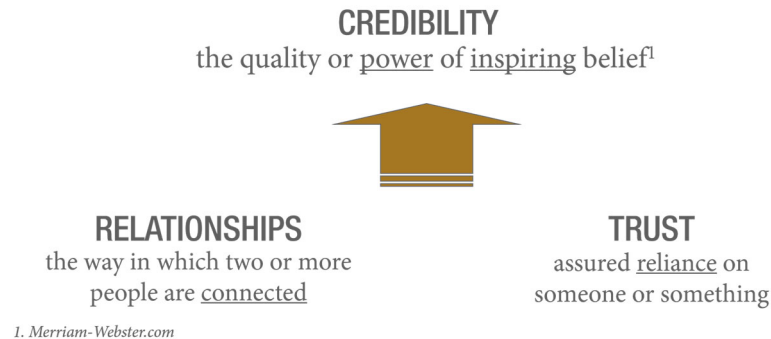 CREDIBILITY
the quality or power of inspiring belief¹
RELATIONSHIPS
the way in which two or more
people are connected
TRUST
assured reliance on
someone or something
1. Merriam-Webster.com